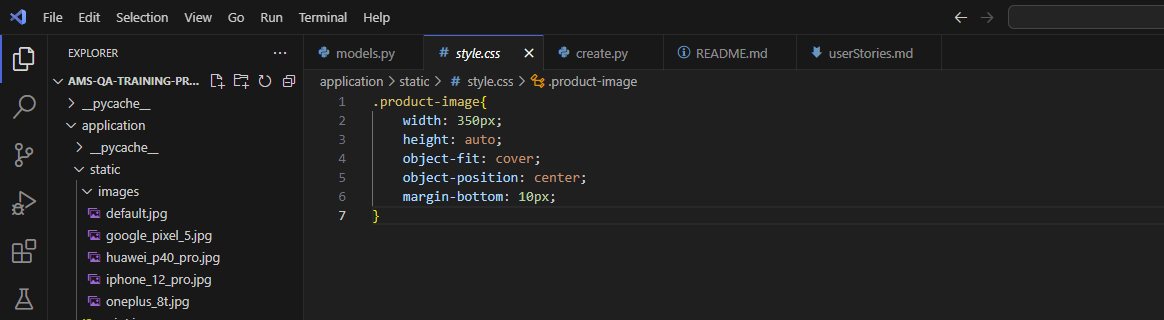 File Edit Selection View Go Run Terminal Help
EXPLORER
AMS-QA-TRAINING-PR...
__pycache__
application
__pycache__
static
images
default.jpg
google_pixel_5.jpg
huawei_p40_pro.jpg
iphone_12_pro.jpg
oneplus_8t.jpg
models.py # style.css create.py README.md userStories.md
application > static > # style.css > .product-image
1 .product-image{
2 width: 350px;
3 height: auto;
4 object-fit: cover;
5 object-position: center;
6 margin-bottom: 10px;
7 }